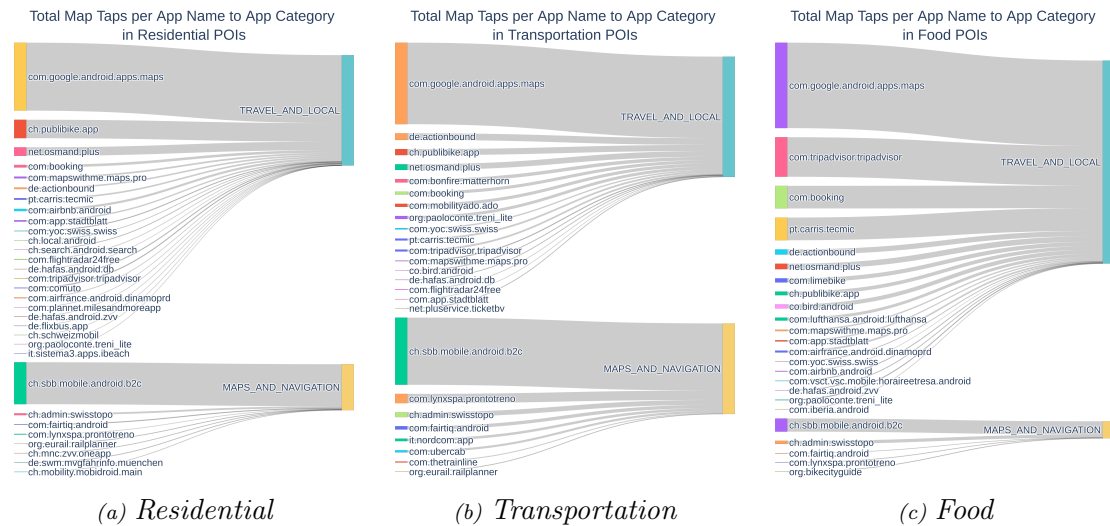 Total Map Taps per App Name to App Category
in Residential POIs
com.google.android.apps.maps
TRAVEL_AND_LOCAL
ch.publibike.app
net.osmand.plus
com.booking
com.mapswithme.maps.pro
de.actionbound
pt.carris.tecmic
com.airbnb.android
com.app.stadtblatt
com.yoc.swiss.swiss
ch.local.android
ch.search.android.search
com.flightradar24free
de.hafas.android.db
com.tripadvisor.tripadvisor
com.comuto
com.airfrance.android.dinamoprd
com.plannet.milesandmoreapp
de.hafas.android.zvv
de.flixbus.app
ch.schweizmobil
org.paoloconte.treni_lite
it.sistema3.apps.ibeach
ch.sbb.mobile.android.b2c
MAPS_AND_NAVIGATION
ch.admin.swisstopo
com.fairtiq.android
com.lynxspa.prontotreno
org.eurail.railplanner
ch.mnc.zvv.oneapp
de.swm.mvgfahrinfo.muenchen
ch.mobility.mobidroid.main
(a) Residential
Total Map Taps per App Name to App Category
in Transportation POIs
com.google.android.apps.maps
TRAVEL_AND_LOCAL
de.actionbound
ch.publibike.app
net.osmand.plus
com.bonfire.matterhorn
com.booking
com.mobilityado.ado
org.paoloconte.treni_lite
com.yoc.swiss.swiss
pt.carris.tecmic
com.tripadvisor.tripadvisor
com.mapswithme.maps.pro
co.bird.android
de.hafas.android.db
com.flightradar24free
com.app.stadtblatt
net.pluservice.ticketbv
ch.sbb.mobile.android.b2c
MAPS_AND_NAVIGATION
com.lynxspa.prontotreno
ch.admin.swisstopo
com.fairtiq.android
it.nordcom.app
com.ubercab
com.thetrainline
org.eurail.railplanner
(b) Transportation
Total Map Taps per App Name to App Category
in Food POIs
com.google.android.apps.maps
com.tripadvisor.tripadvisor
TRAVEL_AND_LOCAL
com.booking
pt.carris.tecmic
de.actionbound
net.osmand.plus
com.limebike
ch.publibike.app
co.bird.android
com.lufthansa.android.lufthansa
com.mapswithme.maps.pro
com.app.stadtblatt
com.airfrance.android.dinamoprd
com.yoc.swiss.swiss
com.airbnb.android
com.vsct.vsc.mobile.horaireetresa.android
de.hafas.android.zvv
org.paoloconte.treni_lite
com.iberia.android
ch.sbb.mobile.android.b2c
MAPS_AND_NAVIGATION
ch.admin.swisstopo
com.fairtiq.android
com.lynxspa.prontotreno
org.bikecityguide
(c) Food